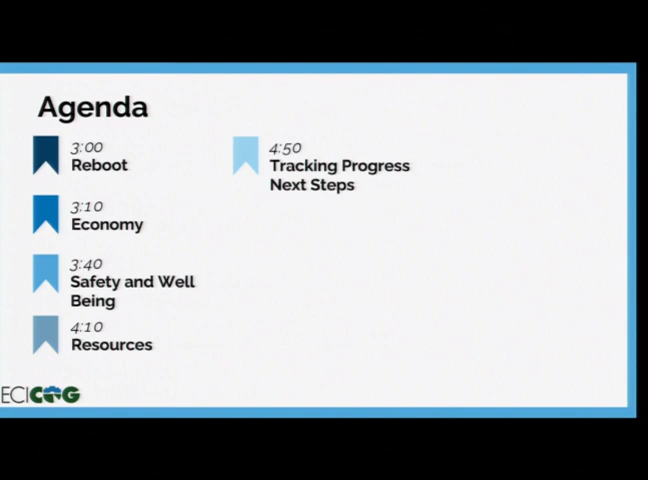 Agenda
3:00
Reboot
3:10
Economy
3:40
Safety and Well
Being
4:10
Resources
4:50
Tracking Progress
Next Steps
ECICOG